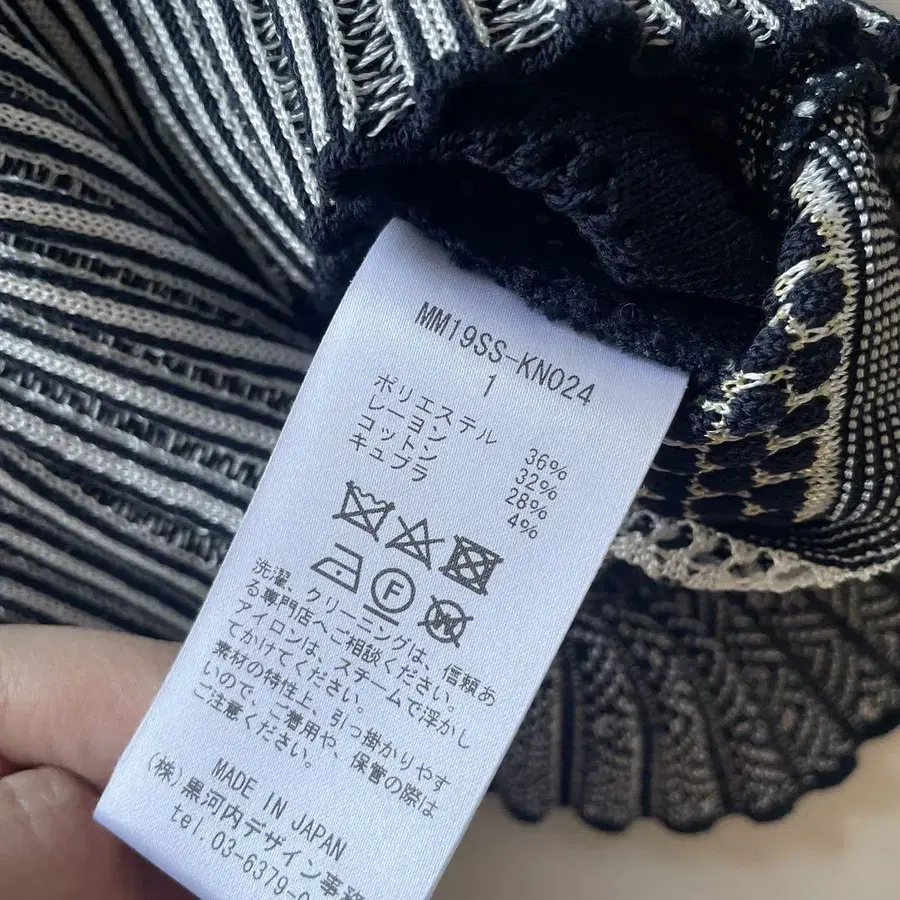 MM19SS-KN024
1
ポリエステル 36%
レーヨン 32%
コットン 28%
キュプラ 4%
F
W
洗濯、クリーニングは、信頼あ
る専門店へご相談ください。
アイロンは、スチームで浮かし
てかけてください。
素材の特性上、引っ掛かりやす
いので、ご着用や、保管の際は
ご注意ください。
MADE IN JAPAN
(株)黒河内デザイン事務
tel. 03-6379-0